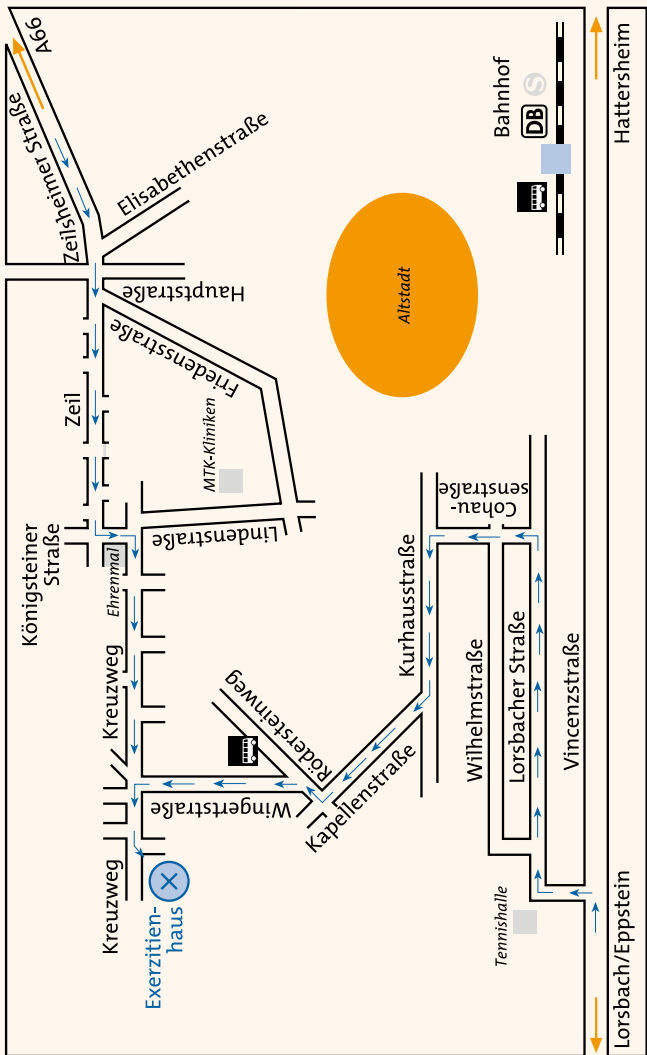 A66
Zeilsheimer Straße
Elisabethenstraße
Hauptstraße
Friedensstraße
Zeil
MTK-Kliniken
Königsteiner
Straße
Ehrenmal
Lindenstraße
Kreuzweg
Rödersteinweg
Wingertstraße
Kapellenstraße
Kreuzweg
Exerzitien-
haus
Altstadt
Bahnhof
DB
S
Cohau-
senstraße
Kurhausstraße
Wilhelmstraße
Lorsbacher Straße
Vincenzstraße
Tennishalle
Hattersheim
Lorsbach/Eppstein